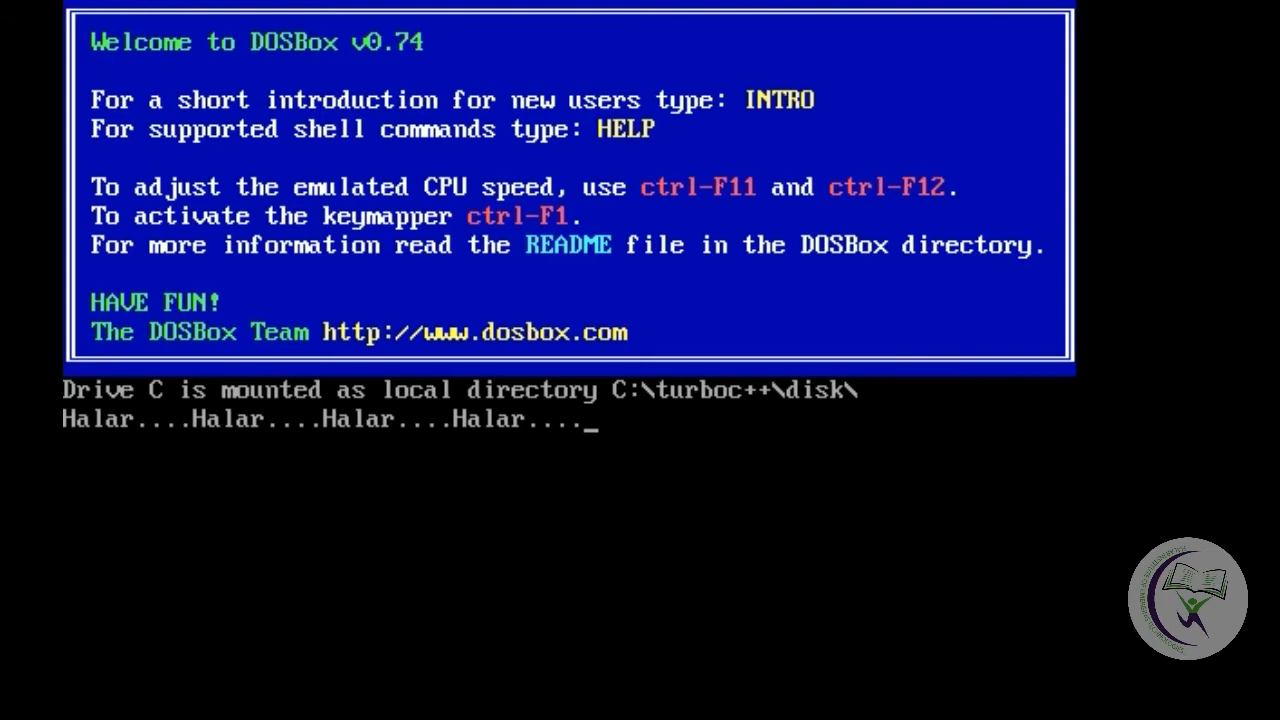 Welcome to DOSBox v0.74
For a short introduction for new users type: INTRO
For supported shell commands type: HELP
To adjust the emulated CPU speed, use ctrl-F11 and ctrl-F12.
To activate the keymapper ctrl-F1.
For more information read the README file in the DOSBox directory.
HAVE FUN!
The DOSBox Team http://www.dosbox.com
Drive C is mounted as local directory C:\turboc++\disk\
Halar....Halar....Halar....Halar...._